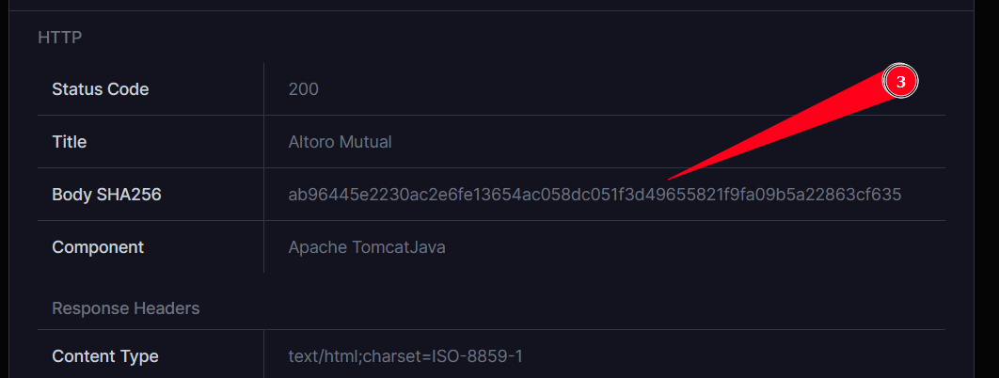 HTTP
3
Status Code 200
Title Altoro Mutual
Body SHA256 ab96445e2230ac2e6fe13654ac058dc051f3d49655821f9fa09b5a22863cf635
Component Apache TomcatJava
Response Headers
Content Type text/html;charset=ISO-8859-1